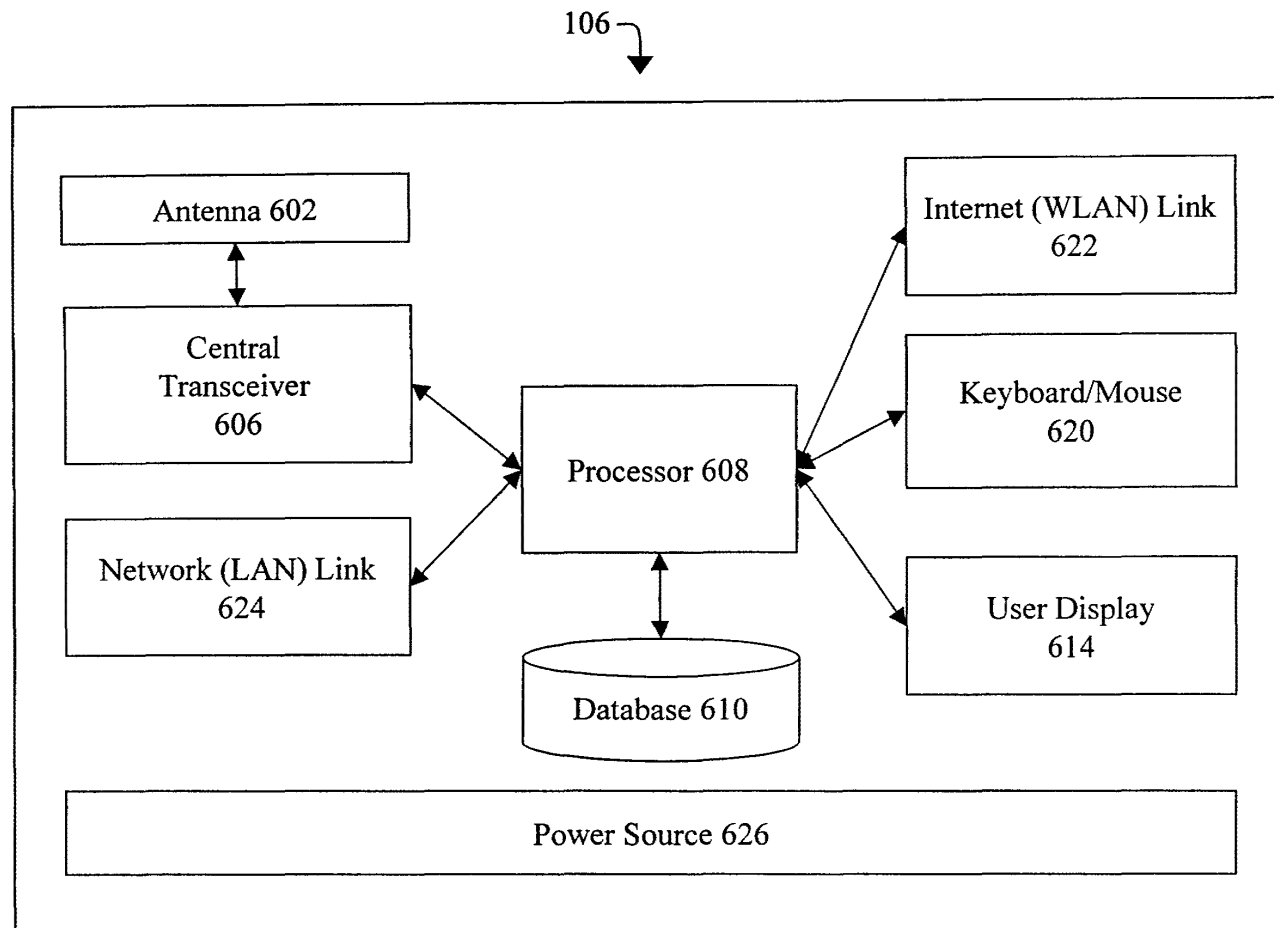 106
Antenna 602
Internet (WLAN) Link
622
Central
Transceiver
606
Keyboard/Mouse
620
Processor 608
Network (LAN) Link
624
User Display
614
Database 610
Power Source 626